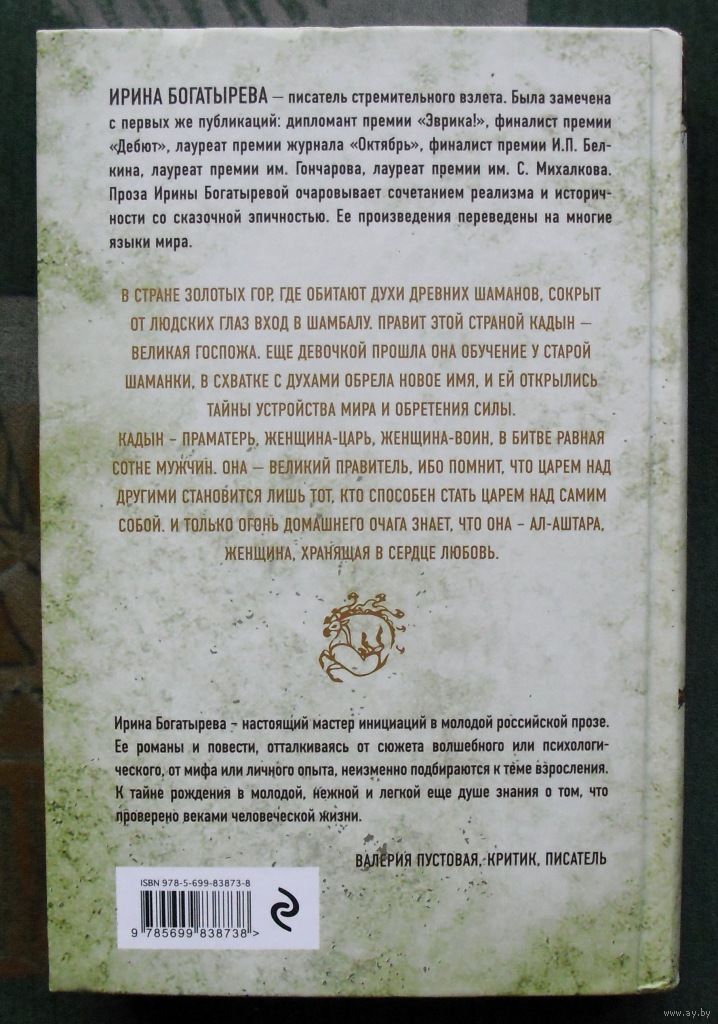 ИРИНА БОГАТЫРЕВА – писатель стремительного взлета. Была замечена
с первых же публикаций: дипломант премии «Эврика!», финалист премии
«Дебют», лауреат премии журнала «Октябрь», финалист премии И.П. Бел-
кина, лауреат премии им. Гончарова, лауреат премии им. С. Михалкова.
Проза Ирины Богатыревой очаровывает сочетанием реализма и историч-
ности со сказочной эпичностью. Ее произведения переведены на многие
языки мира.
В СТРАНЕ ЗОЛОТЫХ ГОР, ГДЕ ОБИТАЮТ ДУХИ ДРЕВНИХ ШАМАНОВ, СОКРЫТ
ОТ ЛЮДСКИХ ГЛАЗ ВХОД В ШАМБАЛУ. ПРАВИТ ЭТОЙ СТРАНОЙ КАДЫН –
ВЕЛИКАЯ ГОСПОЖА. ЕЩЕ ДЕВОЧКОЙ ПРОШЛА ОНА ОБУЧЕНИЕ У СТАРОЙ
ШАМАНКИ, В СХВАТКЕ С ДУХАМИ ОБРЕЛА НОВОЕ ИМЯ, И ЕЙ ОТКРЫЛИСЬ
ТАЙНЫ УСТРОЙСТВА МИРА И ОБРЕТЕНИЯ СИЛЫ.
КАДЫН – ПРАМАТЕРЬ, ЖЕНЩИНА-ЦАРЬ, ЖЕНЩИНА-ВОИН, В БИТВЕ РАВНАЯ
СОТНЕ МУЖЧИН. ОНА – ВЕЛИКИЙ ПРАВИТЕЛЬ, ИБО ПОМНИТ, ЧТО ЦАРЕМ НАД
ДРУГИМИ СТАНОВИТСЯ ЛИШЬ ТОТ, КТО СПОСОБЕН СТАТЬ ЦАРЕМ НАД САМИМ
СОБОЙ. И ТОЛЬКО ОГОНЬ ДОМАШНЕГО ОЧАГА ЗНАЕТ, ЧТО ОНА – АЛ-АШТАРА,
ЖЕНЩИНА, ХРАНЯЩАЯ В СЕРДЦЕ ЛЮБОВЬ.
Ирина Богатырева – настоящий мастер инициаций в молодой российской прозе.
Ее романы и повести, отталкиваясь от сюжета волшебного или психологи-
ческого, от мифа или личного опыта, неизменно подбираются к теме взросления.
К тайне рождения в молодой, нежной и легкой еще душе знания о том, что
проверено веками человеческой жизни.
ВАЛЕРИЯ ПУСТОВАЯ, КРИТИК, ПИСАТЕЛЬ
ISBN 978-5-699-83873-8
9 785699 838738 >
www.ay.by